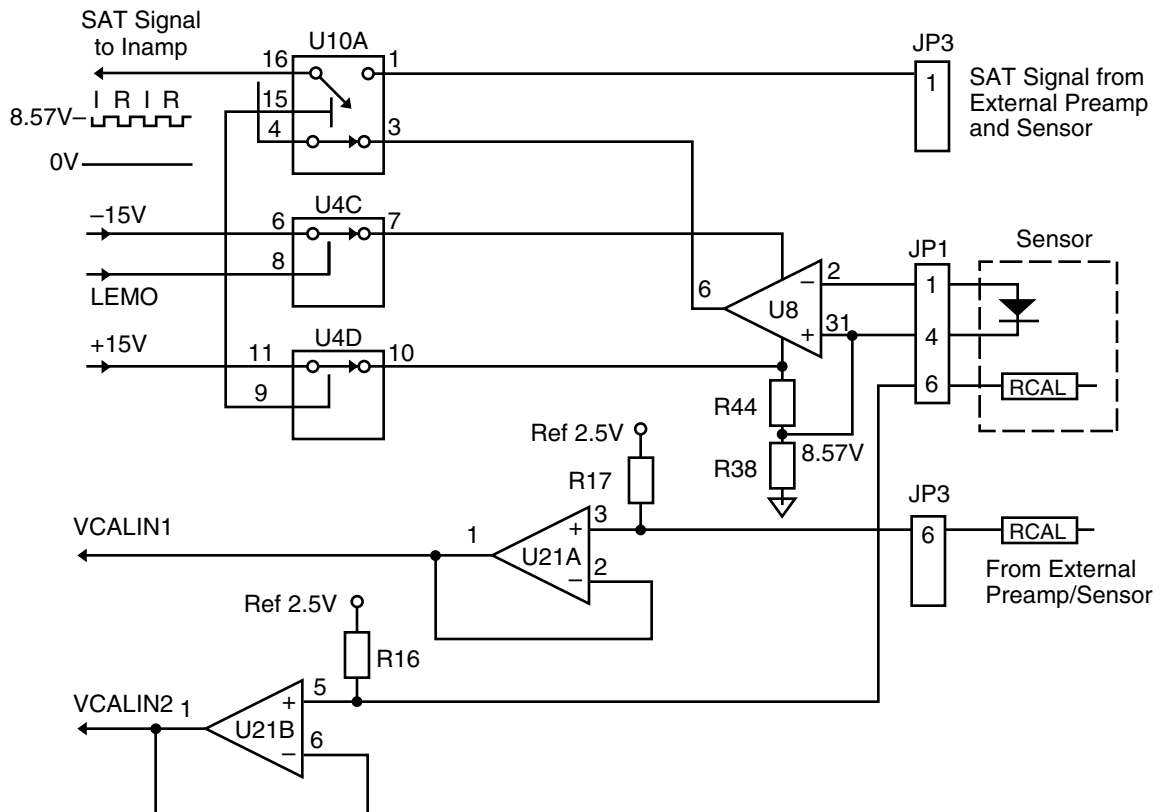 SAT Signal
to Inamp
U10A
16
1
15
4
3
I R I R
8.57V–
0V
JP3
1
SAT Signal from
External Preamp
and Sensor
–15V
U4C
6
7
8
LEMO
+15V
U4D
11
10
9
6
U8
–
2
+
31
JP1
1
4
6
Sensor
RCAL
R44
8.57V
R38
Ref 2.5V
R17
VCALIN1
1
U21A
+
3
–
2
JP3
6
RCAL
From External
Preamp/Sensor
Ref 2.5V
R16
VCALIN2
1
U21B
+
5
–
6